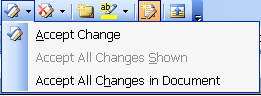 Accept Change
Accept All Changes Shown
Accept All Changes in Document